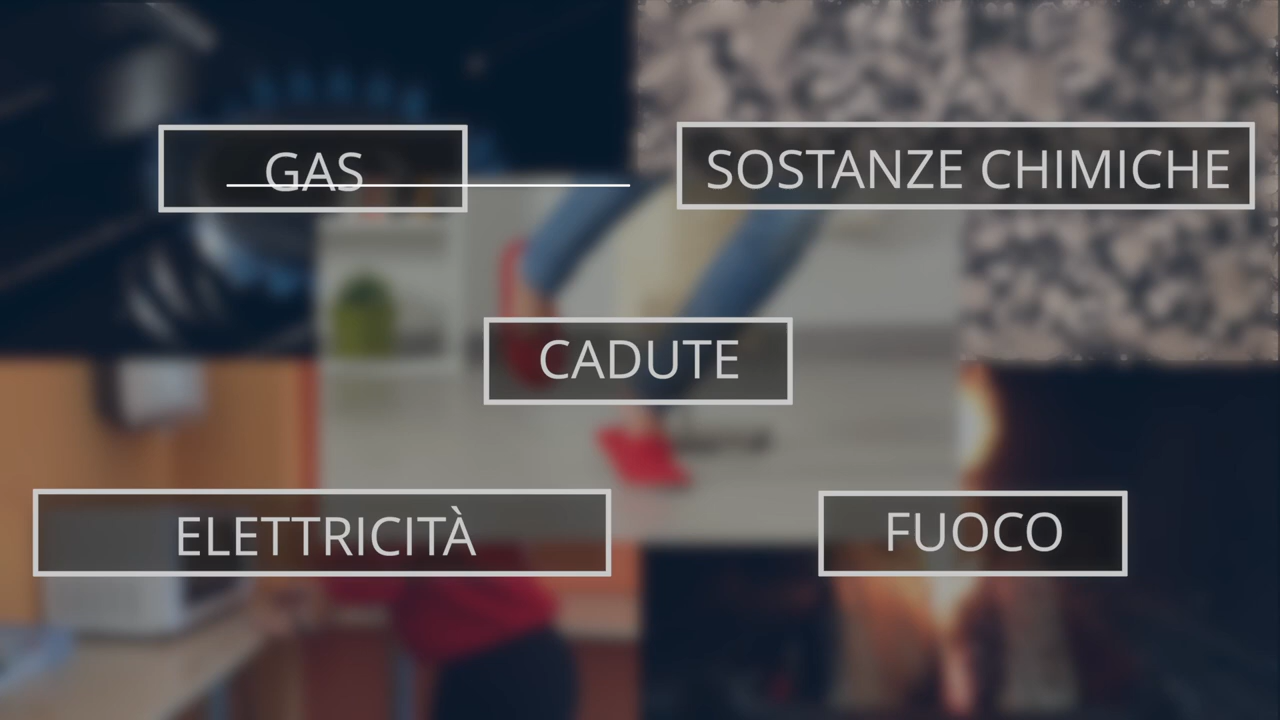 GAS
SOSTANZE CHIMICHE
CADUTE
ELETTRICITÀ
FUOCO